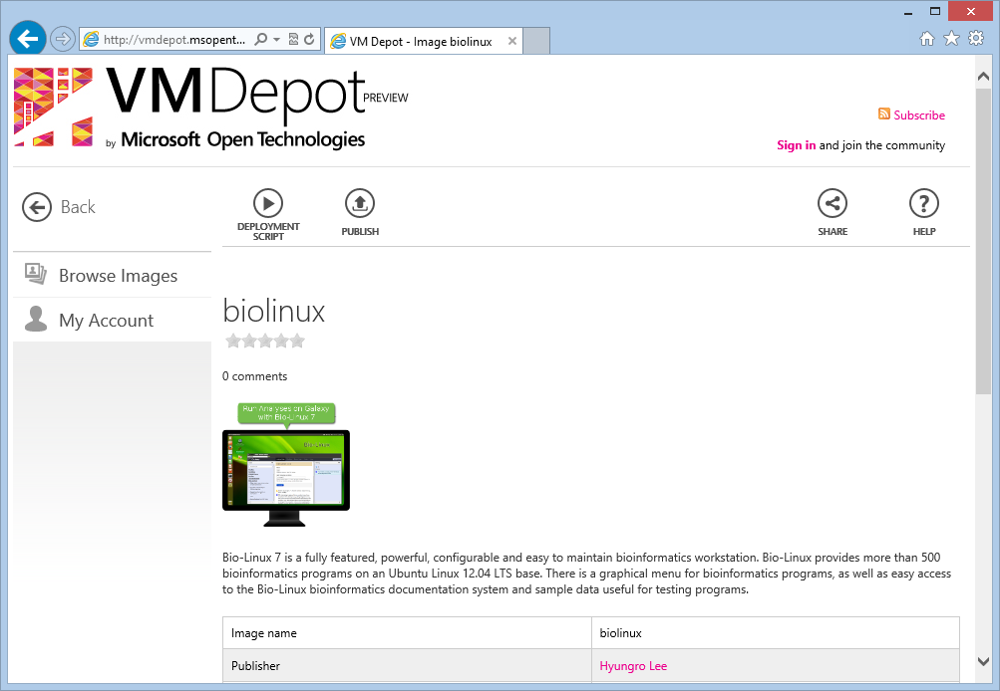 http://vmdepot.msopent...
VM Depot - Image biolinux
VMDepot PREVIEW
by Microsoft Open Technologies
Subscribe
Sign in and join the community
Back
DEPLOYMENT
SCRIPT
PUBLISH
SHARE
HELP
Browse Images
My Account
biolinux
0 comments
Run Analyses on Galaxy
with Bio-Linux 7
Bio-Linux
Bio-Linux 7 is a fully featured, powerful, configurable and easy to maintain bioinformatics workstation. Bio-Linux provides more than 500
bioinformatics programs on an Ubuntu Linux 12.04 LTS base. There is a graphical menu for bioinformatics programs, as well as easy access
to the Bio-Linux bioinformatics documentation system and sample data useful for testing programs.
Image name biolinux
Publisher Hyungro Lee